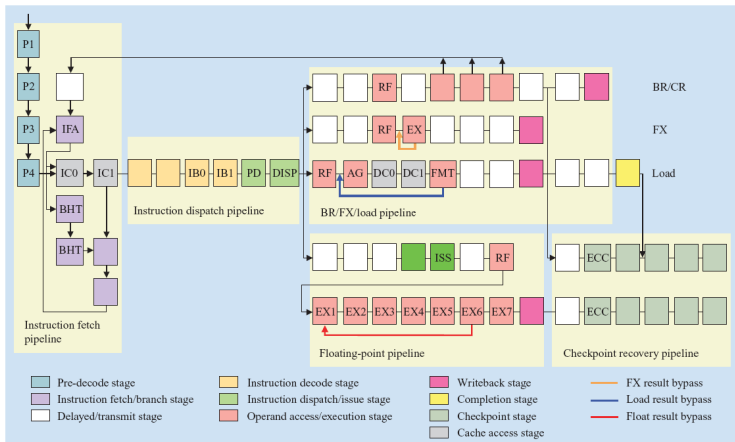 P1
P2
RF
BR/CR
P3
IFA
RF
EX
FX
P4
IC0
IC1
IB0
IB1
PD
DISP
RF
AG
DC0
DC1
FMT
Load
BHT
Instruction dispatch pipeline
BR/FX/load pipeline
BHT
ISS
RF
ECC
EX1
EX2
EX3
EX4
EX5
EX6
EX7
ECC
Instruction fetch
pipeline
Floating-point pipeline
Checkpoint recovery pipeline
Pre-decode stage
Instruction fetch/branch stage
Delayed/transmit stage
Instruction decode stage
Instruction dispatch/issue stage
Operand access/execution stage
Writeback stage
Completion stage
Checkpoint stage
Cache access stage
FX result bypass
Load result bypass
Float result bypass